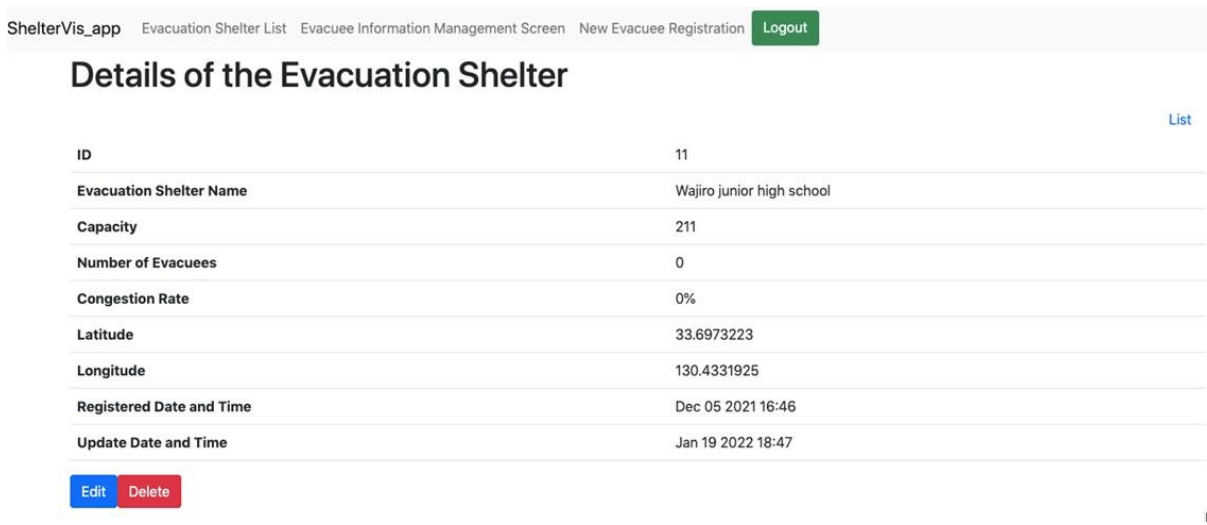 ShelterVis_app Evacuation Shelter List Evacuee Information Management Screen New Evacuee Registration Logout
Details of the Evacuation Shelter
List
ID 11
Evacuation Shelter Name Wajiro junior high school
Capacity 211
Number of Evacuees 0
Congestion Rate 0%
Latitude 33.6973223
Longitude 130.4331925
Registered Date and Time Dec 05 2021 16:46
Update Date and Time Jan 19 2022 18:47
Edit Delete